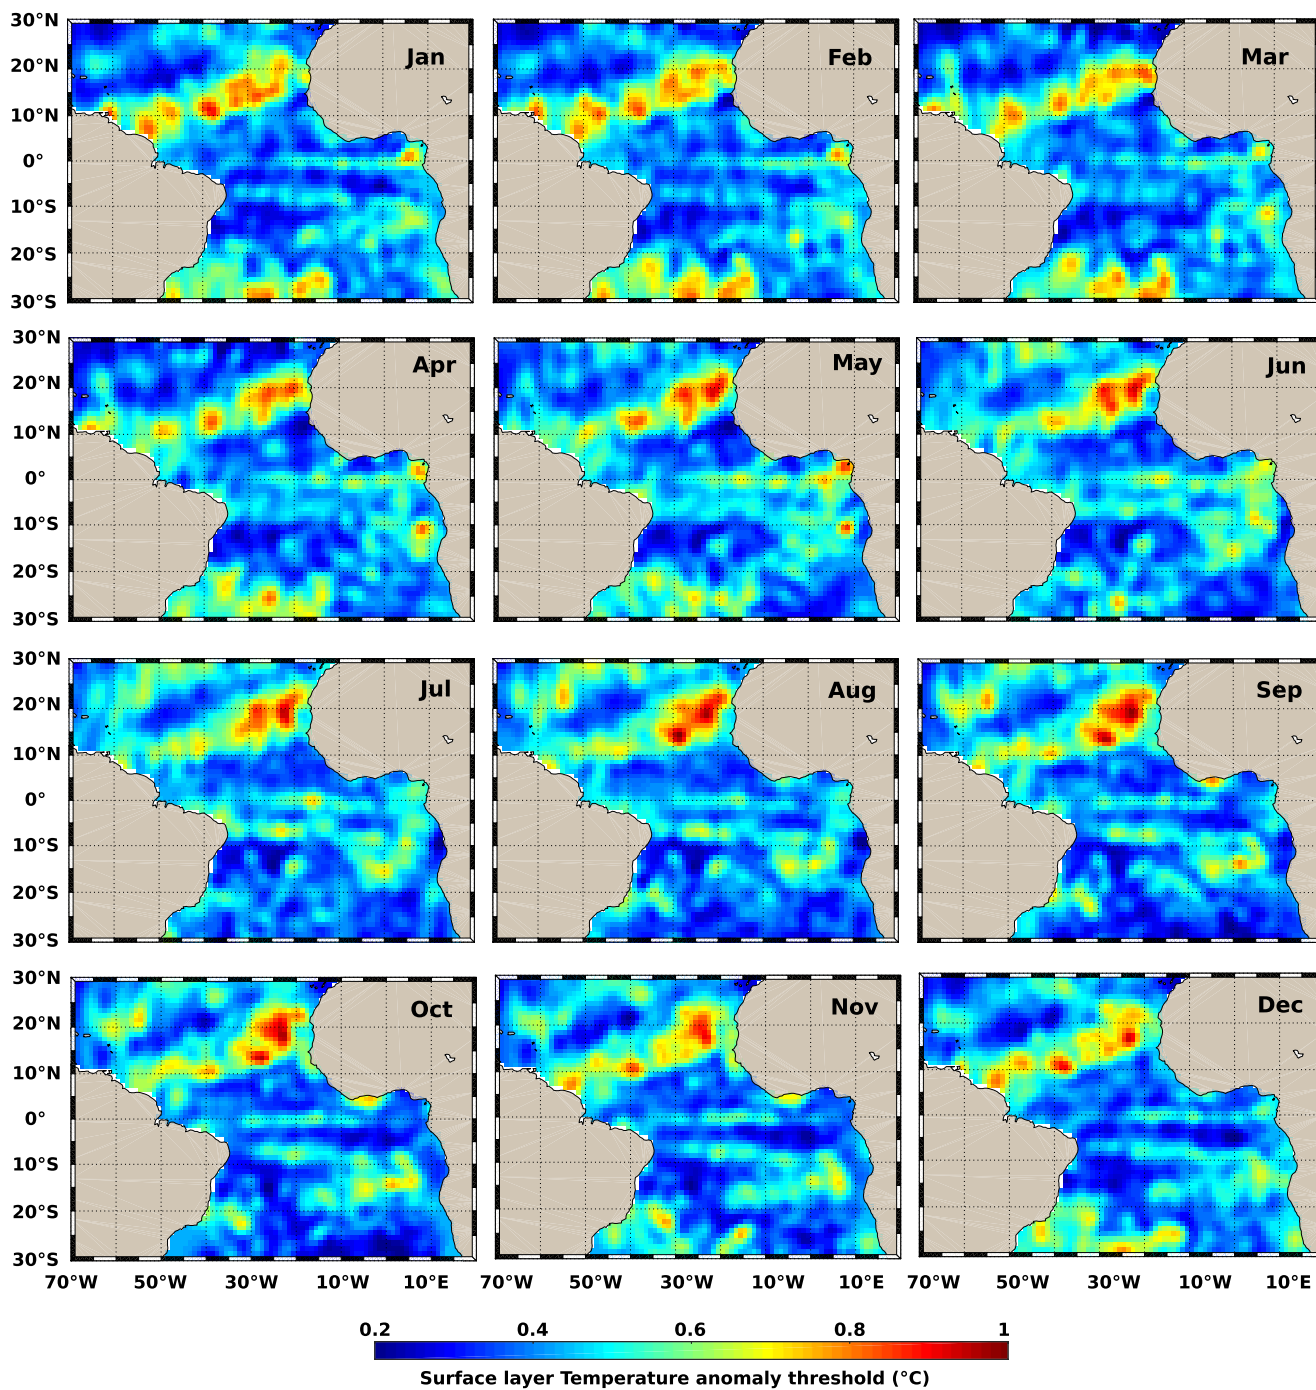 30°N
Jan
Feb
Mar
20°N
10°N
0°
10°S
20°S
30°S
30°N
Apr
May
Jun
20°N
10°N
0°
10°S
20°S
30°S
30°N
Jul
Aug
Sep
20°N
10°N
0°
10°S
20°S
30°S
30°N
Oct
Nov
Dec
20°N
10°N
0°
10°S
20°S
30°S
70°W 50°W 30°W 10°W 10°E 70°W 50°W 30°W 10°W 10°E 70°W 50°W 30°W 10°W 10°E
0.2 0.4 0.6 0.8 1
Surface layer Temperature anomaly threshold (°C)